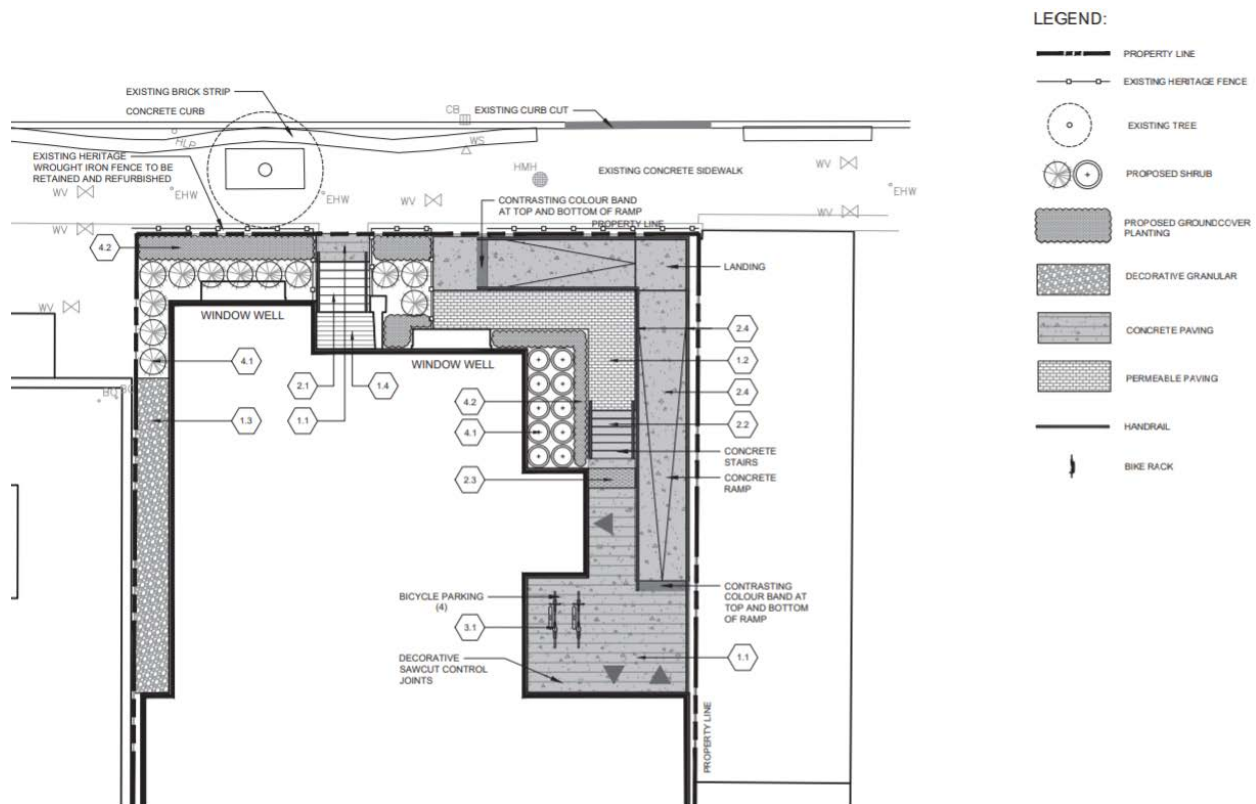 LEGEND:
PROPERTY LINE
EXISTING HERITAGE FENCE
EXISTING TREE
PROPOSED SHRUB
PROPOSED GROUNDCOVER
PLANTING
DECORATIVE GRANULAR
CONCRETE PAVING
PERMEABLE PAVING
HANDRAIL
BIKE RACK
EXISTING BRICK STRIP
CONCRETE CURB
CB
EXISTING CURB CUT
HLP
WS
EXISTING HERITAGE
WROUGHT IRON FENCE TO BE
RETAINED AND REFURBISHED
HMH
EXISTING CONCRETE SIDEWALK
WV
WV
EHW
EHW
WV
EHW
WV
CONTRASTING COLOUR BAND
AT TOP AND BOTTOM OF RAMP
PROPERTY LINE
WV
WV
4.2
LANDING
WV
WINDOW WELL
2.4
WINDOW WELL
1.2
4.1
2.1
1.4
2.4
4.2
1.3
1.1
2.2
4.1
CONCRETE
STAIRS
2.3
CONCRETE
RAMP
BICYCLE PARKING
(4)
CONTRASTING
COLOUR BAND AT
TOP AND BOTTOM
OF RAMP
3.1
1.1
DECORATIVE
SAWCUT CONTROL
JOINTS
PROPERTY LINE